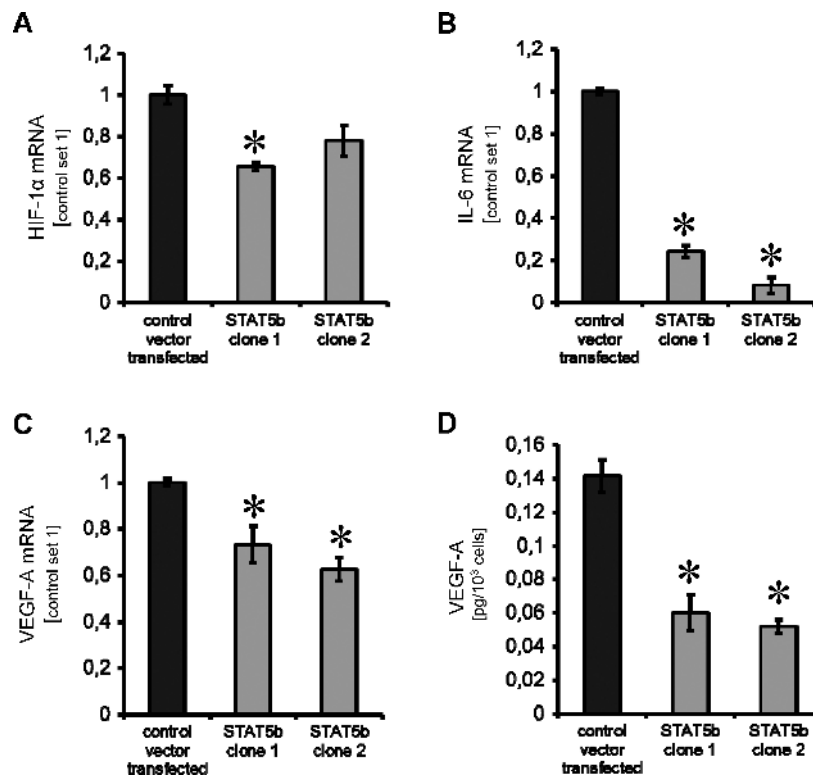 A
1,2
1
0,8
0,6
0,4
0,2
0
HIF-1α mRNA
[control set 1]
*
control
vector
transfected
STAT5b
clone 1
STAT5b
clone 2
B
1,2
1
0,8
0,6
0,4
0,2
0
IL-6 mRNA
[control set 1]
*
*
control
vector
transfected
STAT5b
clone 1
STAT5b
clone 2
C
1,2
1
0,8
0,6
0,4
0,2
0
VEGF-A mRNA
[control set 1]
*
*
control
vector
transfected
STAT5b
clone 1
STAT5b
clone 2
D
0,16
0,14
0,12
0,1
0,08
0,06
0,04
0,02
0
VEGF-A
[pg/10³ cells]
*
*
control
vector
transfected
STAT5b
clone 1
STAT5b
clone 2